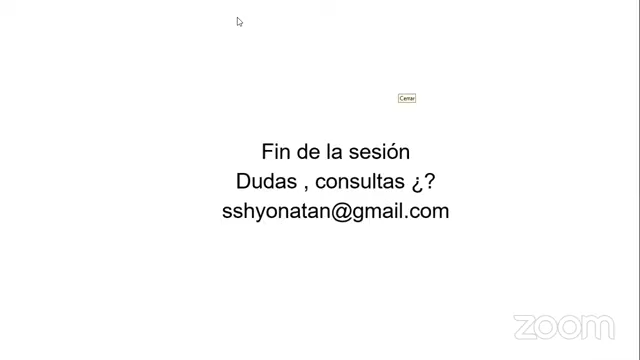 Cerrar
Fin de la sesión
Dudas , consultas ¿?
sshyonatan@gmail.com
zoom